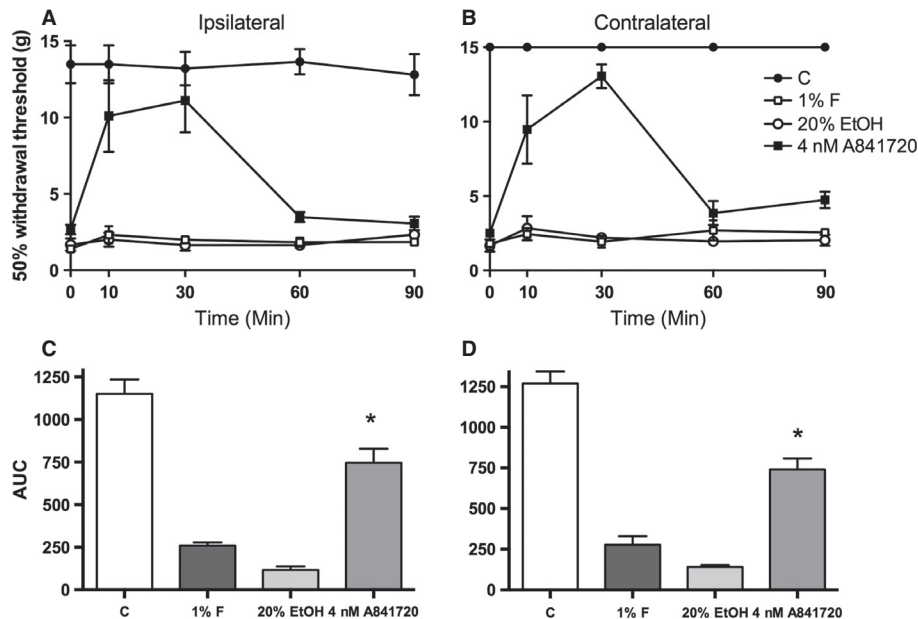 A
Ipsilateral
B
Contralateral
50% withdrawal threshold (g)
15
10
5
0
0 10 30 60 90
Time (Min)
15
10
5
0
0 10 30 60 90
Time (Min)
C
1% F
20% EtOH
4 nM A841720
C
AUC
1250
1000
750
500
250
0
*
C 1% F 20% EtOH 4 nM A841720
D
1250
1000
750
500
250
0
*
C 1% F 20% EtOH 4 nM A841720